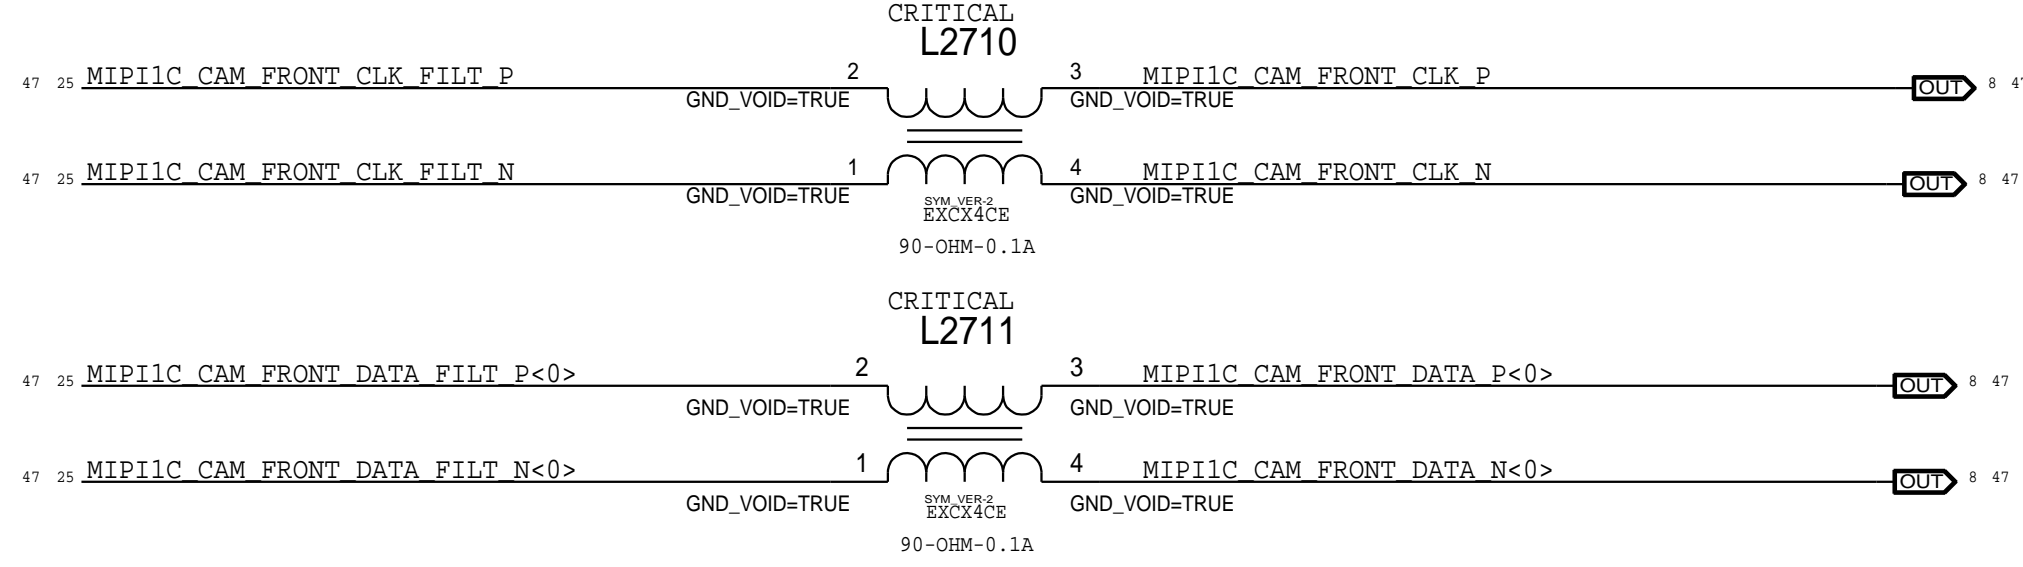 CRITICAL
L2710
47 25 MIPI1C_CAM_FRONT_CLK_FILT_P 2 3 MIPI1C_CAM_FRONT_CLK_P OUT 8
GND_VOID=TRUE GND_VOID=TRUE
47 25 MIPI1C_CAM_FRONT_CLK_FILT_N 1 4 MIPI1C_CAM_FRONT_CLK_N OUT 8 47
GND_VOID=TRUE GND_VOID=TRUE
SYM_VER-2
EXCX4CE
90-OHM-0.1A
CRITICAL
L2711
47 25 MIPI1C_CAM_FRONT_DATA_FILT_P<0> 2 3 MIPI1C_CAM_FRONT_DATA_P<0> OUT 8 47
GND_VOID=TRUE GND_VOID=TRUE
47 25 MIPI1C_CAM_FRONT_DATA_FILT_N<0> 1 4 MIPI1C_CAM_FRONT_DATA_N<0> OUT 8 47
GND_VOID=TRUE GND_VOID=TRUE
SYM_VER-2
EXCX4CE
90-OHM-0.1A